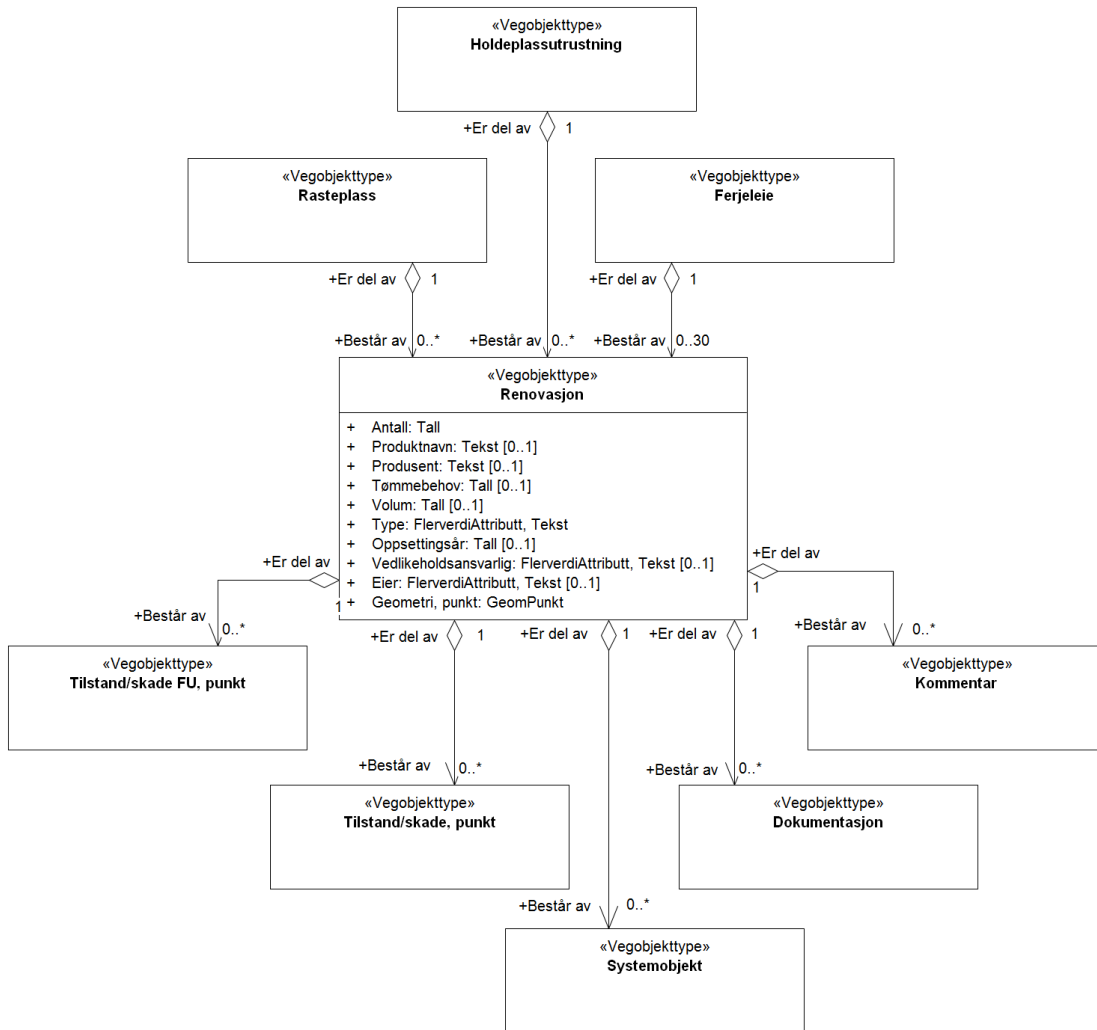 «Vegobjekttype»
Holdeplassutrustning
+Er del av 1
«Vegobjekttype»
Rasteplass
«Vegobjekttype»
Ferjeleie
+Er del av 1
+Er del av 1
+Består av 0..*
+Består av 0..*
+Består av 0..30
«Vegobjekttype»
Renovasjon
+ Antall: Tall
+ Produktnavn: Tekst [0..1]
+ Produsent: Tekst [0..1]
+ Tømmebehov: Tall [0..1]
+ Volum: Tall [0..1]
+ Type: FlerverdiAttributt, Tekst
+ Oppsettingsår: Tall [0..1]
+ Vedlikeholdsansvarlig: FlerverdiAttributt, Tekst [0..1]
+ Eier: FlerverdiAttributt, Tekst [0..1]
+ Geometri, punkt: GeomPunkt
+Er del av
1
+Er del av
1
+Består av
0..*
+Er del av 1
+Er del av 1
+Er del av 1
+Består av 0..*
«Vegobjekttype»
Tilstand/skade FU, punkt
«Vegobjekttype»
Kommentar
+Består av 0..*
+Består av 0..*
«Vegobjekttype»
Tilstand/skade, punkt
«Vegobjekttype»
Dokumentasjon
+Består av 0..*
«Vegobjekttype»
Systemobjekt